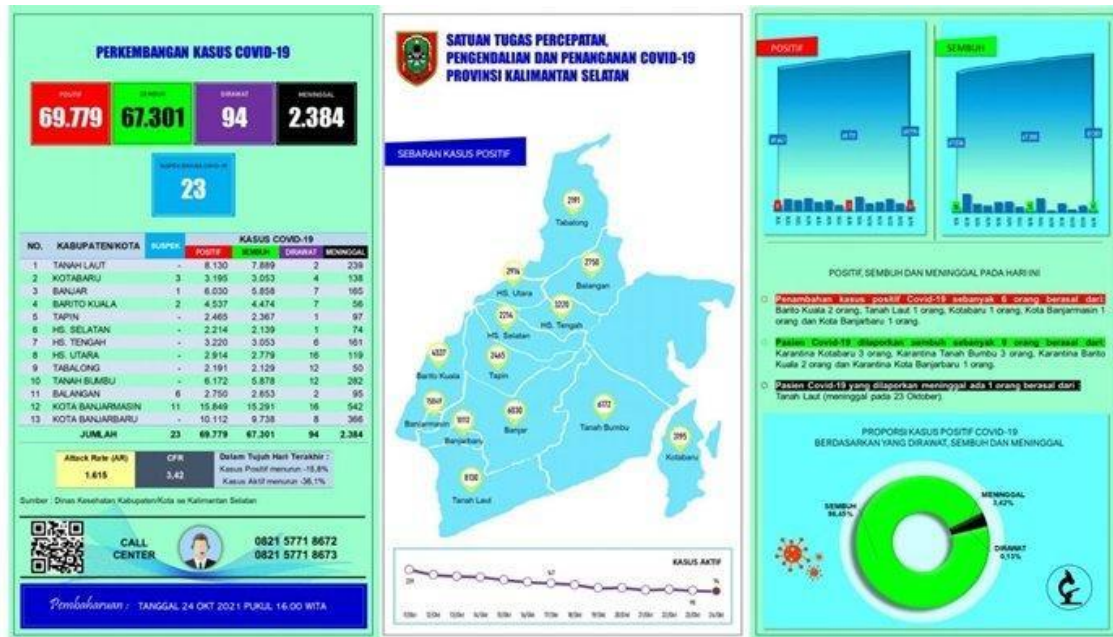 PERKEMBANGAN KASUS COVID-19
POSITIF
69.779
SEMBUH
67.301
DIRAWAT
94
MENINGGAL
2.384
23
NO. KABUPATEN/KOTA SUSPEK KASUS COVID-19
POSITIF SEMBUH DIRAWAT MENINGGAL
1 TANAH LAUT - 8.130 7.889 2 239
2 KOTABARU 3 3.195 3.053 4 138
3 BANJAR 1 6.030 5.858 7 165
4 BARITO KUALA 2 4.537 4.474 7 56
5 TAPIN - 2.465 2.367 1 97
6 HS. SELATAN - 2.214 2.139 1 74
7 HS. TENGAH - 3.220 3.053 6 161
8 HS. UTARA - 2.914 2.779 16 119
9 TABALONG - 2.191 2.129 12 50
10 TANAH BUMBU - 6.172 5.878 12 282
11 BALANGAN 6 2.750 2.653 2 95
12 KOTA BANJARMASIN 11 15.849 15.291 16 542
13 KOTA BANJARBARU - 10.112 9.738 8 366
JUMLAH 23 69.779 67.301 94 2.384
Attack Rate (AR)
1.615
CFR
3,42
Dalam Tujuh Hari Terakhir :
Kasus Positif menurun -15,8%
Kasus Aktif menurun -36,1%
Sumber : Dinas Kesehatan Kabupaten/Kota se Kalimantan Selatan
CALL
CENTER
0821 5771 8672
0821 5771 8673
Pembaharuan : TANGGAL 24 OKT 2021 PUKUL 16.00 WITA
SATUAN TUGAS PERCEPATAN,
PENGENDALIAN DAN PENANGANAN COVID-19
PROVINSI KALIMANTAN SELATAN
SEBARAN KASUS POSITIF
2191
Tabalong
2914
HS. Utara
2750
Balangan
2214
HS. Selatan
3220
HS. Tengah
4537
Barito Kuala
2465
Tapin
15849
Banjarmasin
10112
Banjarbaru
6030
Banjar
6172
Tanah Bumbu
3195
Kotabaru
8130
Tanah Laut
KASUS AKTIF
POSITIF
SEMBUH
POSITIF, SEMBUH DAN MENINGGAL PADA HARI INI
Penambahan kasus positif Covid-19 sebanyak 6 orang berasal dari:
Barito Kuala 2 orang, Tanah Laut 1 orang, Kotabaru 1 orang, Kota Banjarmasin 1
orang dan Kota Banjarbaru 1 orang.
Pasien Covid-19 dilaporkan sembuh sebanyak 9 orang berasal dari:
Karantina Kotabaru 3 orang, Karantina Tanah Bumbu 3 orang, Karantina Barito
Kuala 2 orang dan Karantina Kota Banjarbaru 1 orang.
Pasien Covid-19 yang dilaporkan meninggal ada 1 orang berasal dari :
Tanah Laut (meninggal pada 23 Oktober)
PROPORSI KASUS POSITIF COVID-19
BERDASARKAN YANG DIRAWAT, SEMBUH DAN MENINGGAL
SEMBUH
96,45%
MENINGGAL
3,42%
DIRAWAT
0,13%